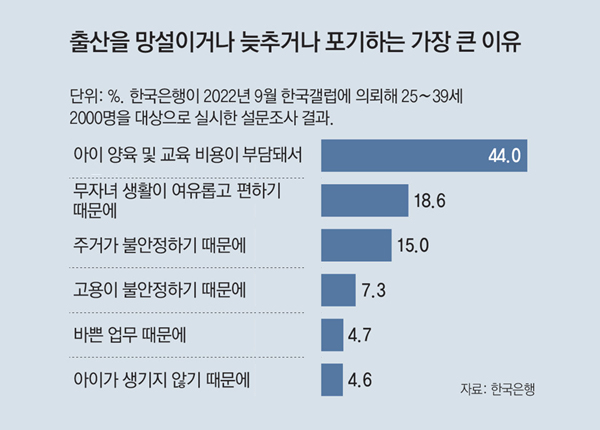 출산을 망설이거나 늦추거나 포기하는 가장 큰 이유
단위: %. 한국은행이 2022년 9월 한국갤럽에 의뢰해 25~39세
2000명을 대상으로 실시한 설문조사 결과.
아이 양육 및 교육 비용이 부담돼서 44.0
무자녀 생활이 여유롭고 편하기
때문에 18.6
주거가 불안정하기 때문에 15.0
고용이 불안정하기 때문에 7.3
바쁜 업무 때문에 4.7
아이가 생기지 않기 때문에 4.6
자료: 한국은행